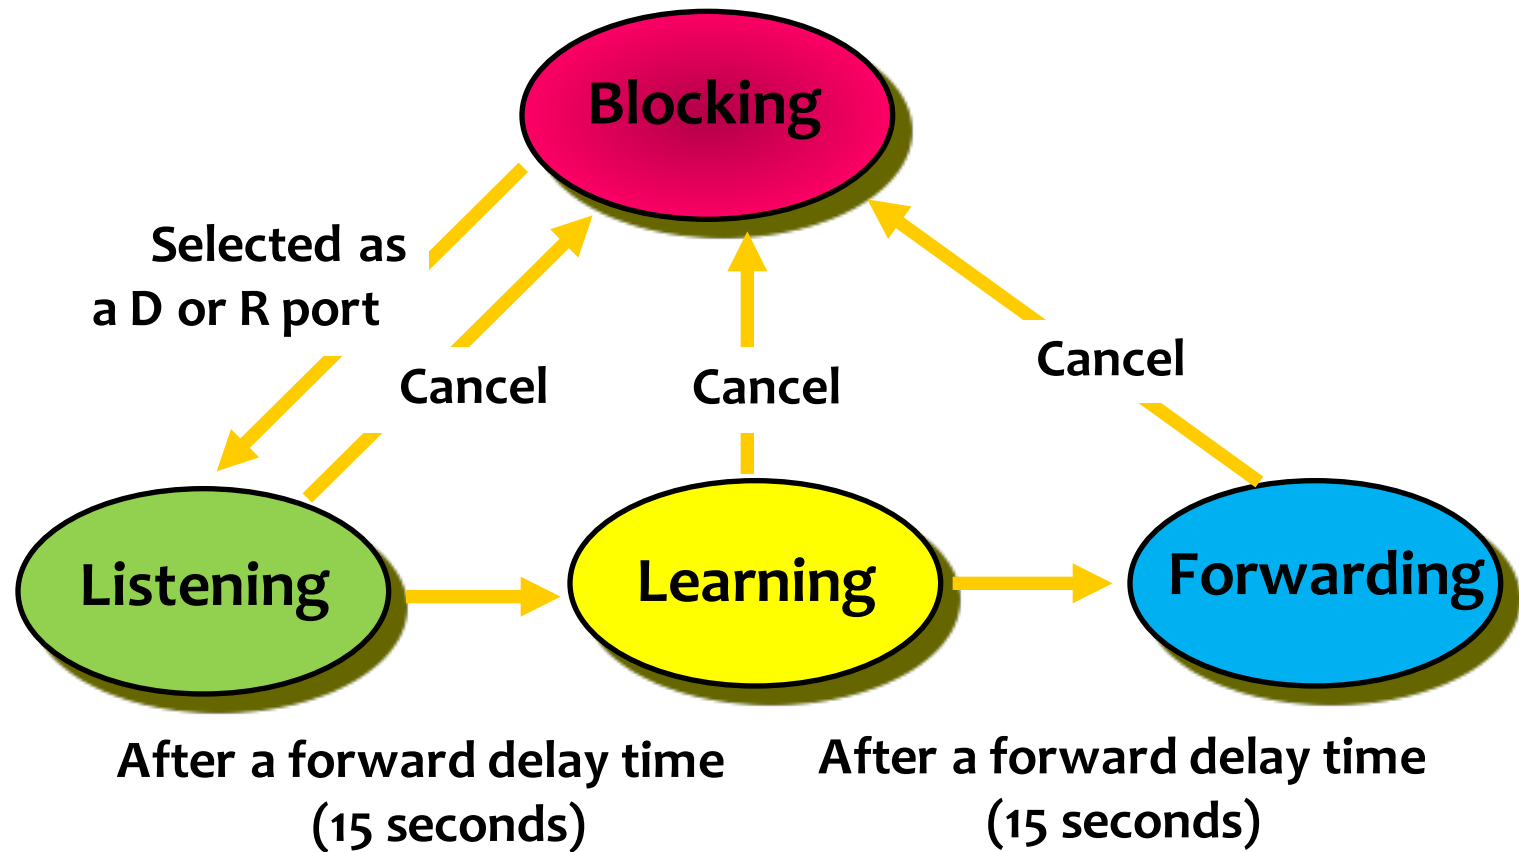 Blocking
Selected as
a D or R port
Cancel
Cancel
Cancel
Listening
Learning
Forwarding
After a forward delay time
(15 seconds)
After a forward delay time
(15 seconds)